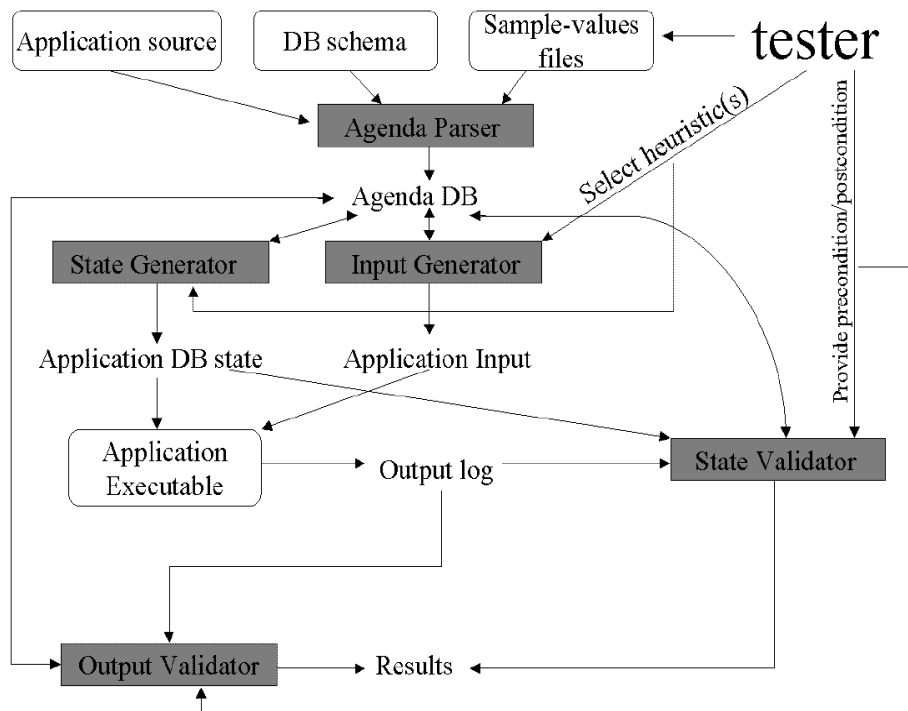 Application source
DB schema
Sample-values
files
tester
Agenda Parser
Select heuristic(s)
Provide precondition/postcondition
Agenda DB
State Generator
Input Generator
Application DB state
Application Input
Application
Executable
Output log
State Validator
Output Validator
Results